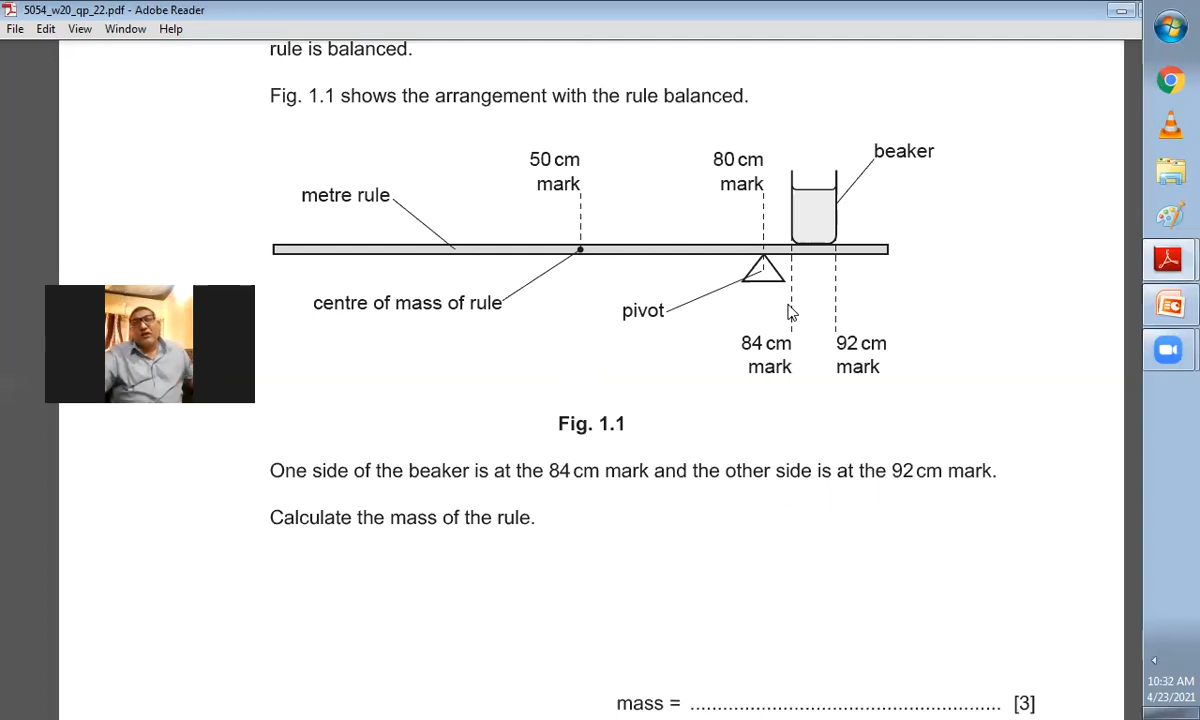 5054_w20_qp_22.pdf - Adobe Reader
File Edit View Window Help
rule is balanced.
Fig. 1.1 shows the arrangement with the rule balanced.
50 cm
mark
80 cm
mark
beaker
metre rule
centre of mass of rule
pivot
84 cm
mark
92 cm
mark
Fig. 1.1
One side of the beaker is at the 84 cm mark and the other side is at the 92 cm mark.
Calculate the mass of the rule.
mass = ........................................................... [3]
10:32 AM
4/23/2021